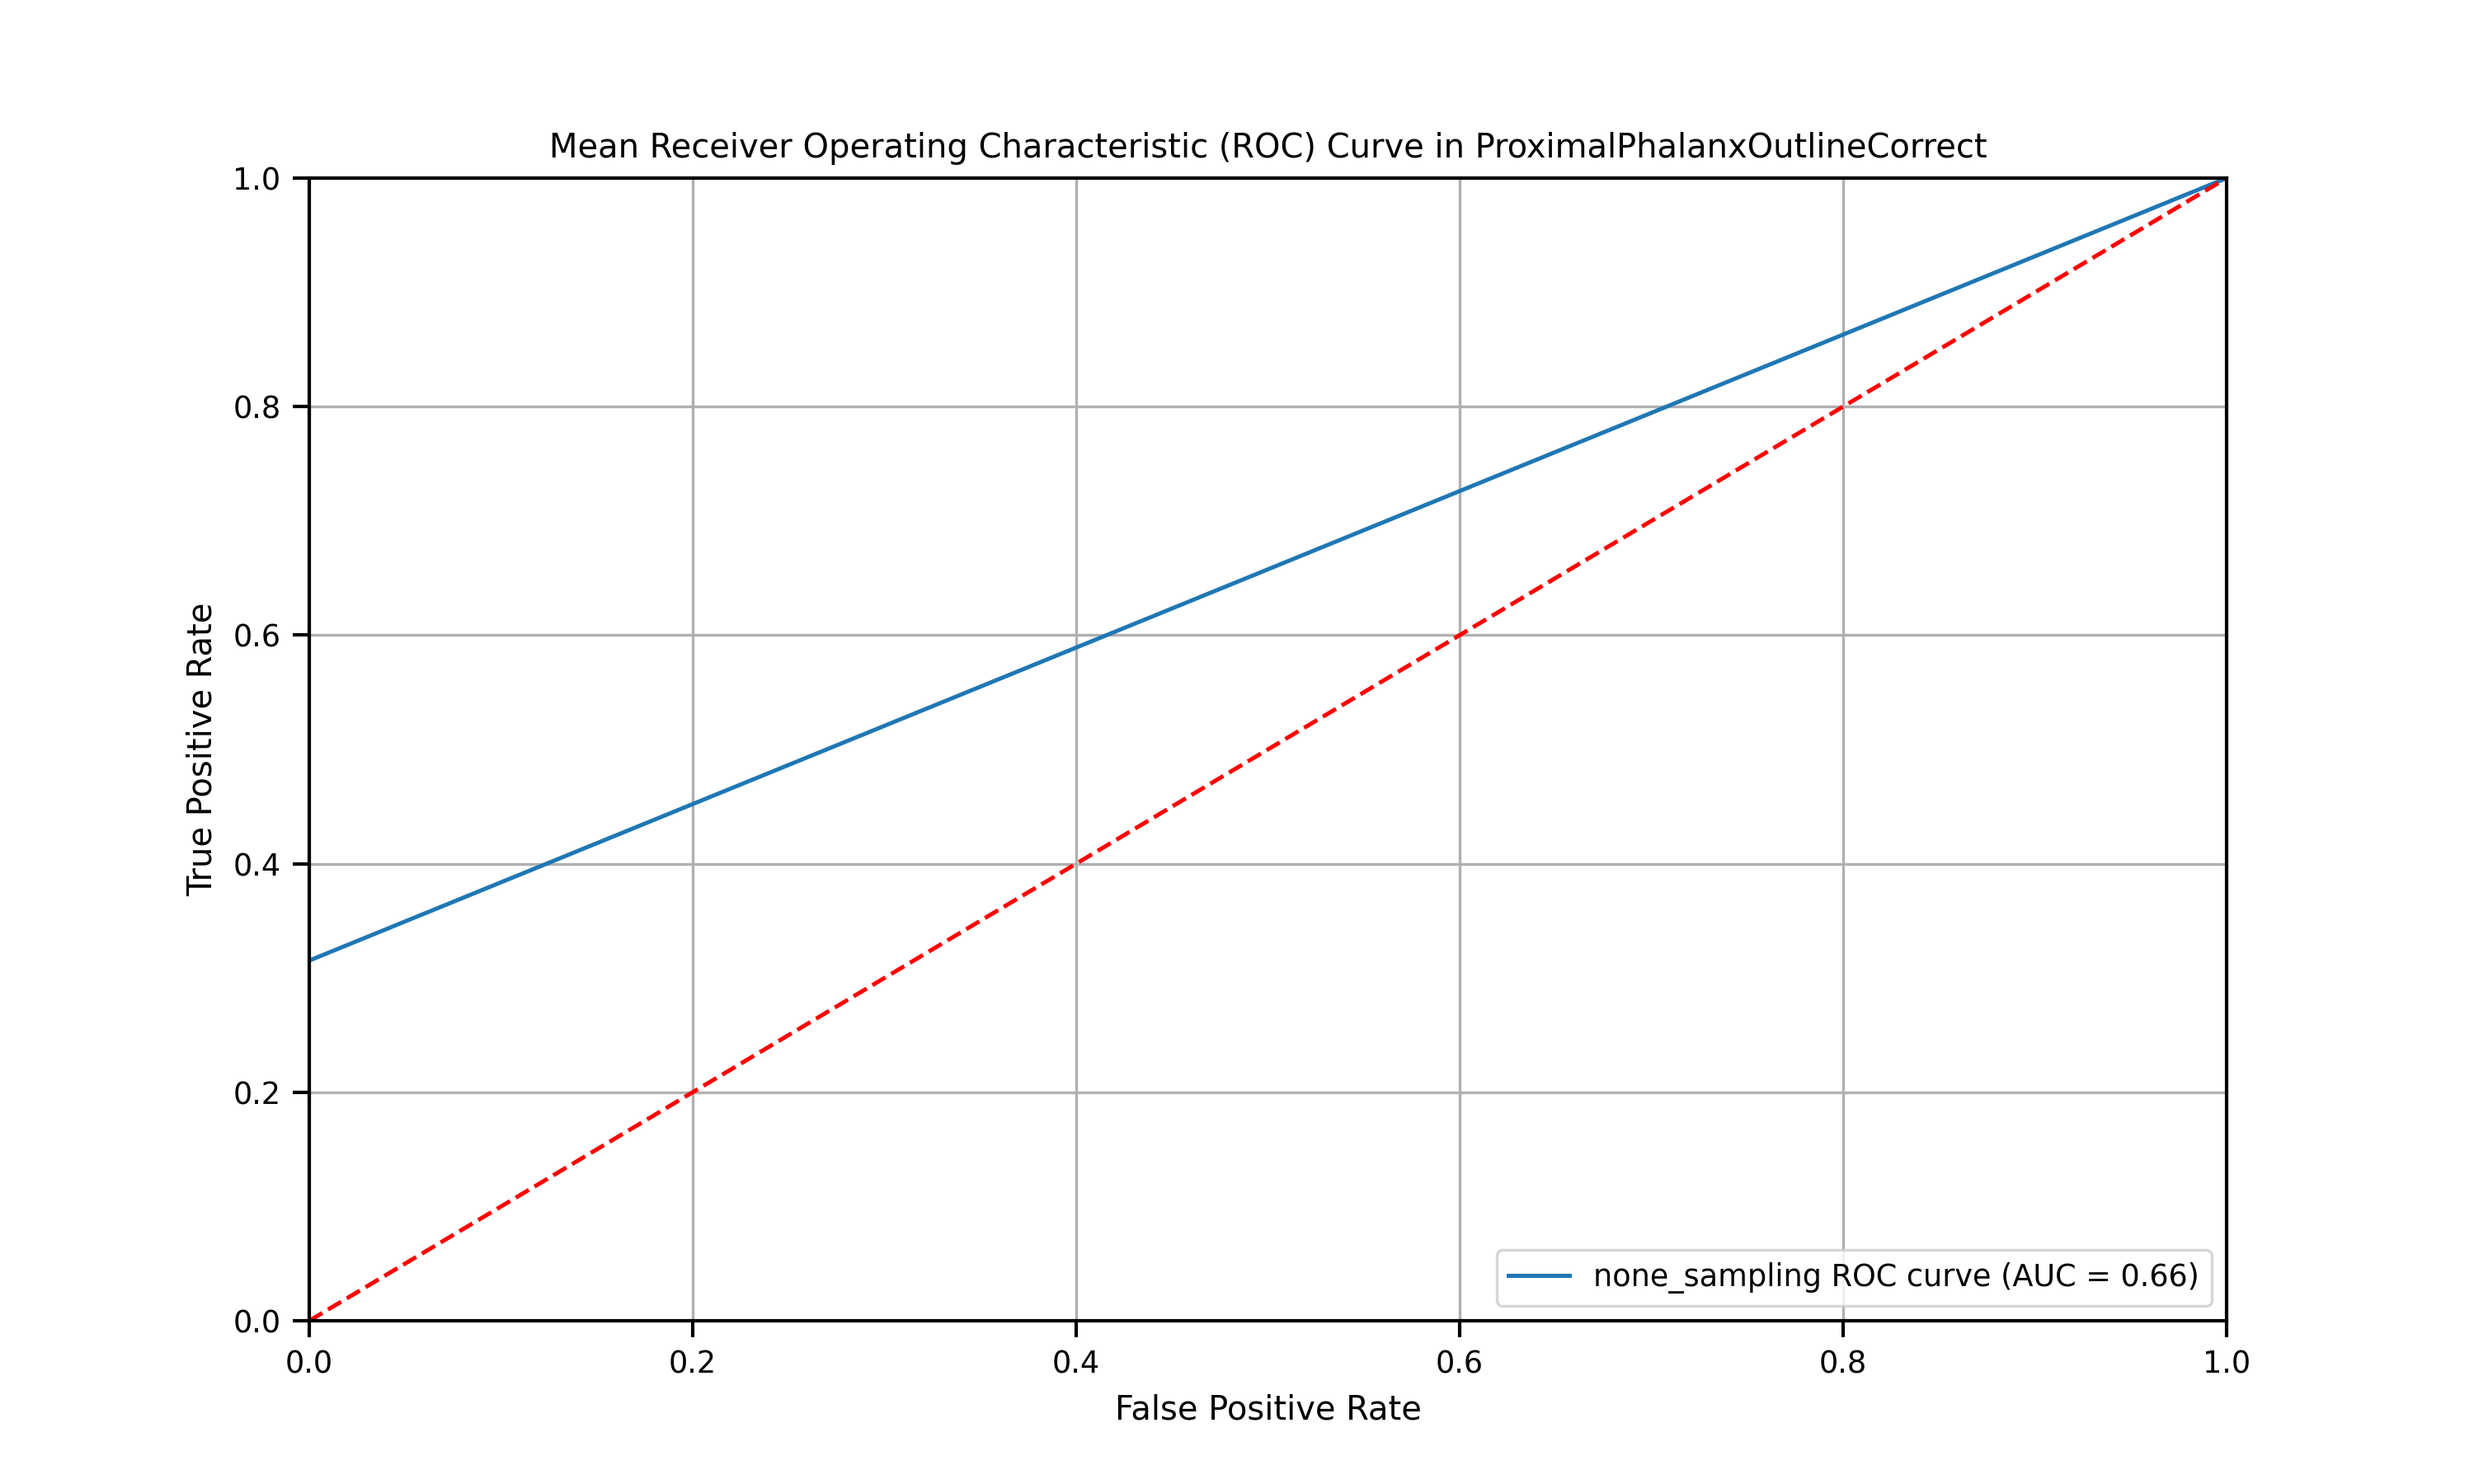 Mean Receiver Operating Characteristic (ROC) Curve in ProximalPhalanxOutlineCorrect
1.0
0.8
0.6
0.4
0.2
0.0
True Positive Rate
none_sampling ROC curve (AUC = 0.66)
0.0 0.2 0.4 0.6 0.8 1.0
False Positive Rate